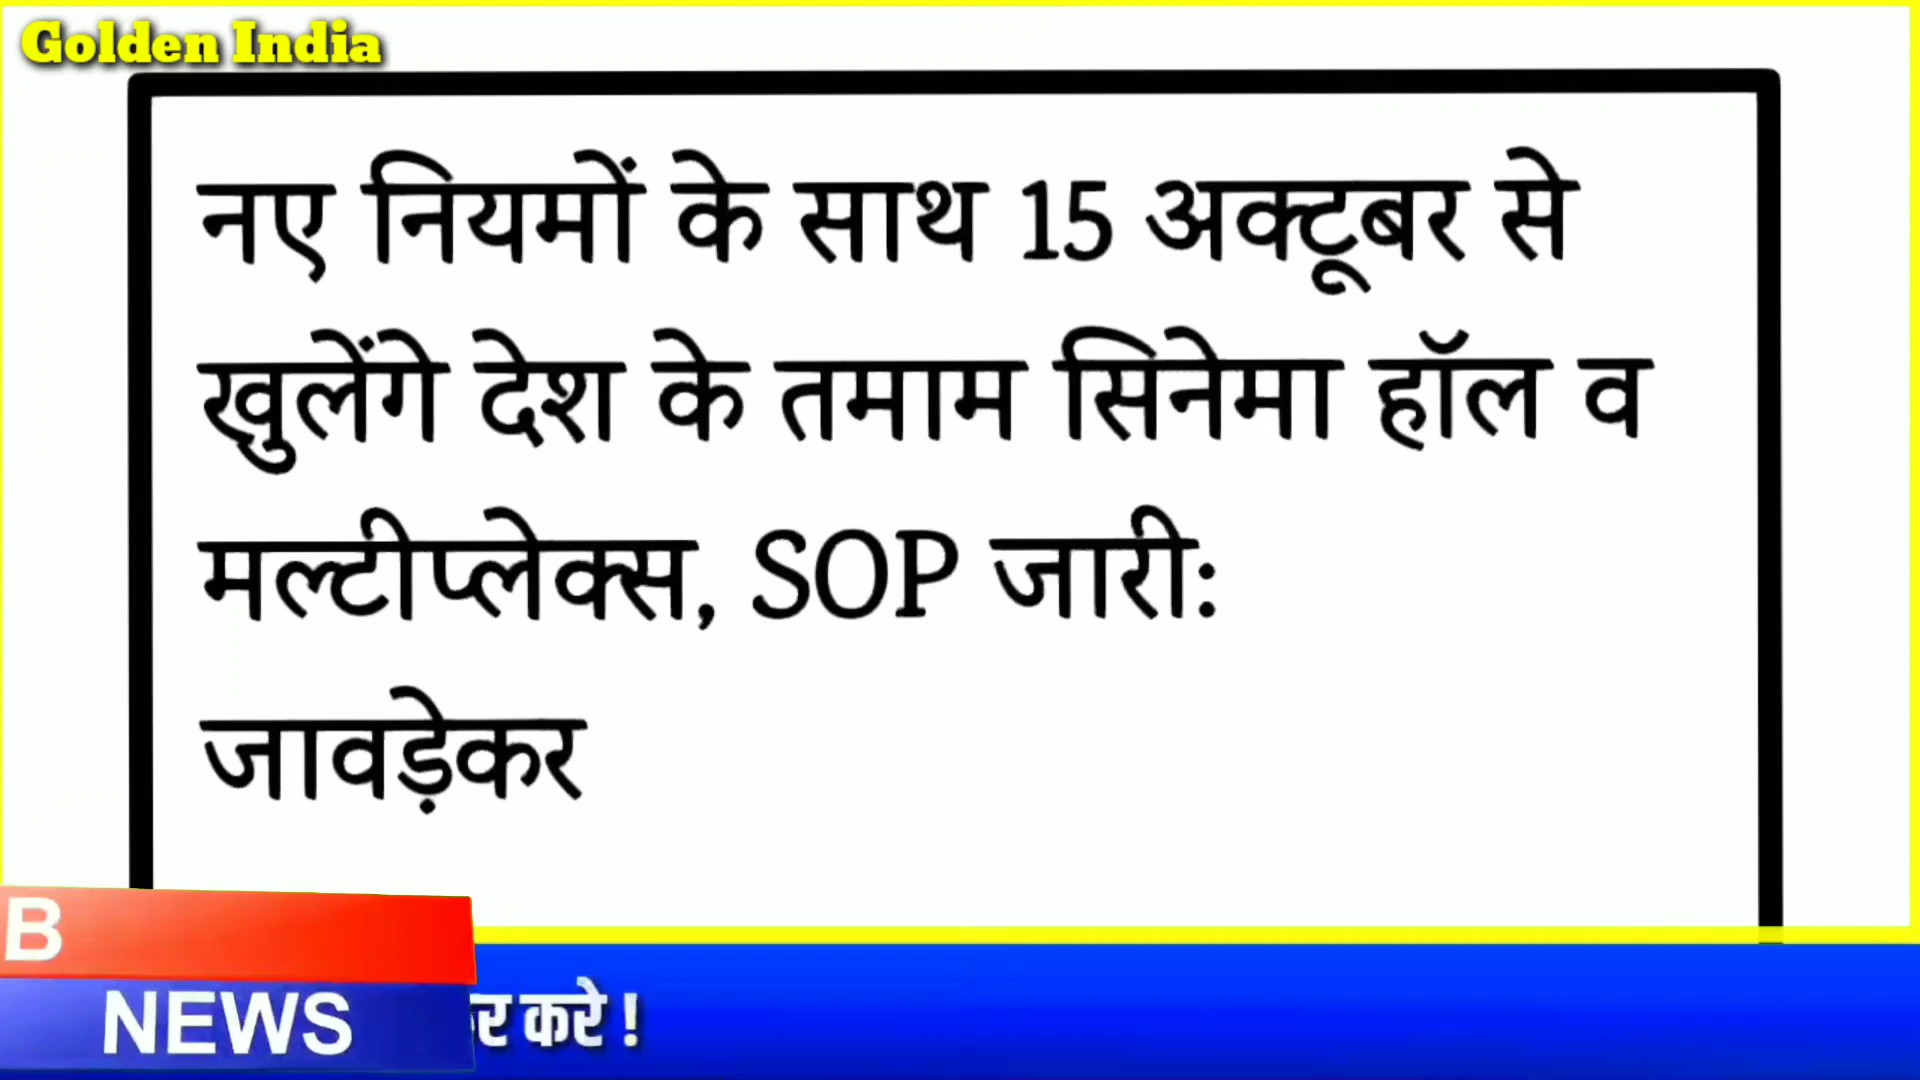 Golden India
नए नियमों के साथ 15 अक्टूबर से
खुलेंगे देश के तमाम सिनेमा हॉल व
मल्टीप्लेक्स, SOP जारी:
जावड़ेकर
B
NEWS
करे !